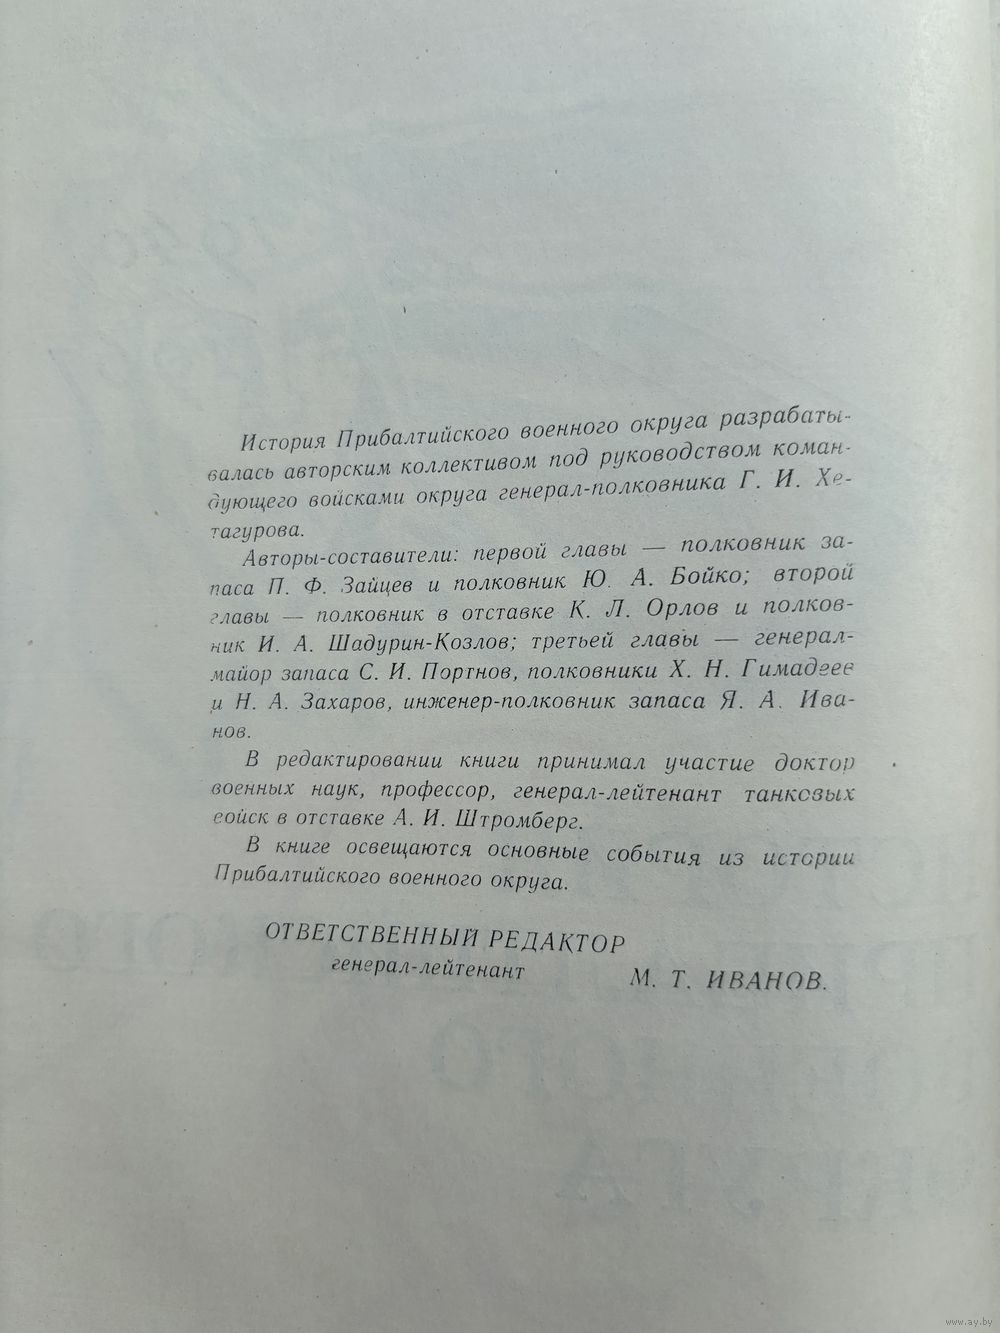 История Прибалтийского военного округа разрабаты-
валась авторским коллективом под руководством коман-
дующего войсками округа генерал-полковника Г. И. Хе-
тагурова.
Авторы-составители: первой главы — полковник за-
паса П. Ф. Зайцев и полковник Ю. А. Бойко; второй
главы — полковник в отставке К. Л. Орлов и полков-
ник И. А. Шадурин-Козлов; третьей главы — генерал-
майор запаса С. И. Портнов, полковники Х. Н. Гимадеев
и Н. А. Захаров, инженер-полковник запаса Я. А. Ива-
нов.
В редактировании книги принимал участие доктор
военных наук, профессор, генерал-лейтенант танковых
войск в отставке А. И. Штромберг.
В книге освещаются основные события из истории
Прибалтийского военного округа.
ОТВЕТСТВЕННЫЙ РЕДАКТОР
генерал-лейтенант М. Т. ИВАНОВ.
www.ay.by